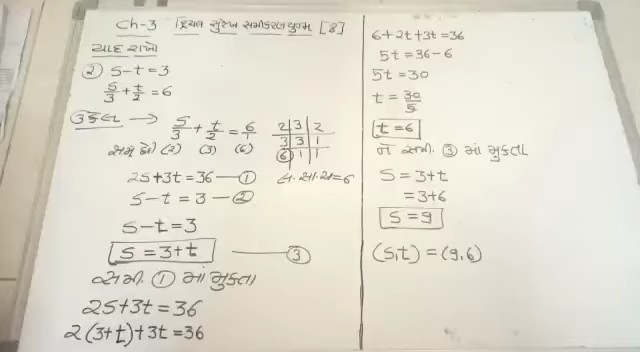 Ch-3 દ્વિચલ સુરેખ સમીકરણયુગ્મ [8]
યાદ રાખો
② S-t=3
S/3 + t/2 = 6
ઉકેલ → S/3 + t/2 = 6/1
(2) (3) (6)
2 | 3 | 2
3 | 3 | 1
⑥ | 1 | 1
લ.સા.અ=6
2S+3t=36 — ①
S-t=3 — ②
S-t=3
S=3+t — ③
સમી. ① માં મુકતા
2S+3t=36
2(3+t)+3t=36
6+2t+3t=36
5t=36-6
5t=30
t=30/5
t=6
સમી. ③ માં મુકતા
S=3+t
=3+6
S=9
(S,t)=(9,6)